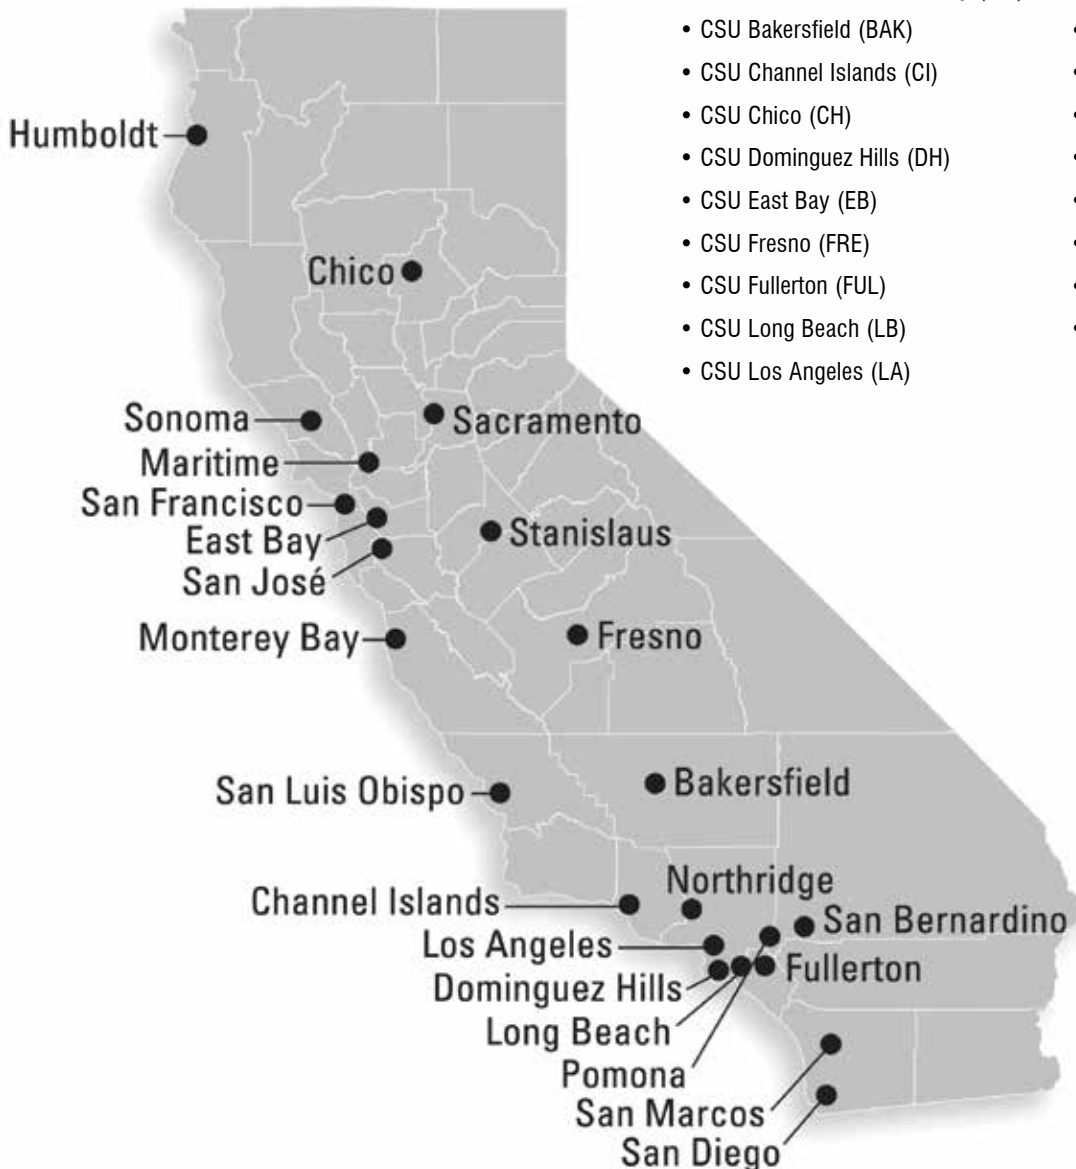 • CSU Bakersfield (BAK)
• CSU Channel Islands (CI)
• CSU Chico (CH)
• CSU Dominguez Hills (DH)
• CSU East Bay (EB)
• CSU Fresno (FRE)
• CSU Fullerton (FUL)
• CSU Long Beach (LB)
• CSU Los Angeles (LA)
Humboldt
Chico
Sonoma
Sacramento
Maritime
San Francisco
East Bay
Stanislaus
San José
Monterey Bay
Fresno
San Luis Obispo
Bakersfield
Northridge
Channel Islands
San Bernardino
Los Angeles
Fullerton
Dominguez Hills
Long Beach
Pomona
San Marcos
San Diego